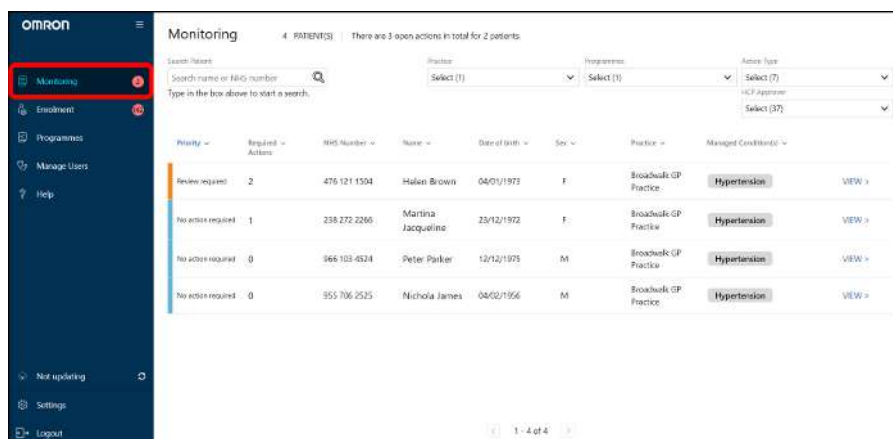 OMRON
Monitoring
Enrolment
Programmes
Manage Users
Help
Not updating
Settings
Logout
Monitoring 4 PATIENT(S) There are 3 open actions in total for 2 patients.
Search Patient Practice Programmes Action Type
Search name or NHS number Select (1) Select (1) Select (7)
Type in the box above to start a search. HCP Approver
Select (37)
Priority Required Actions NHS Number Name Date of Birth Sex Practice Managed Condition(s)
Review required 2 476 121 1504 Helen Brown 04/01/1973 F Broadwalk GP Practice Hypertension VIEW >
No action required 1 238 272 2266 Martina Jacqueline 23/12/1972 F Broadwalk GP Practice Hypertension VIEW >
No action required 0 966 103 4524 Peter Parker 12/12/1975 M Broadwalk GP Practice Hypertension VIEW >
No action required 0 955 706 2525 Nichola James 04/02/1956 M Broadwalk GP Practice Hypertension VIEW >
1 - 4 of 4